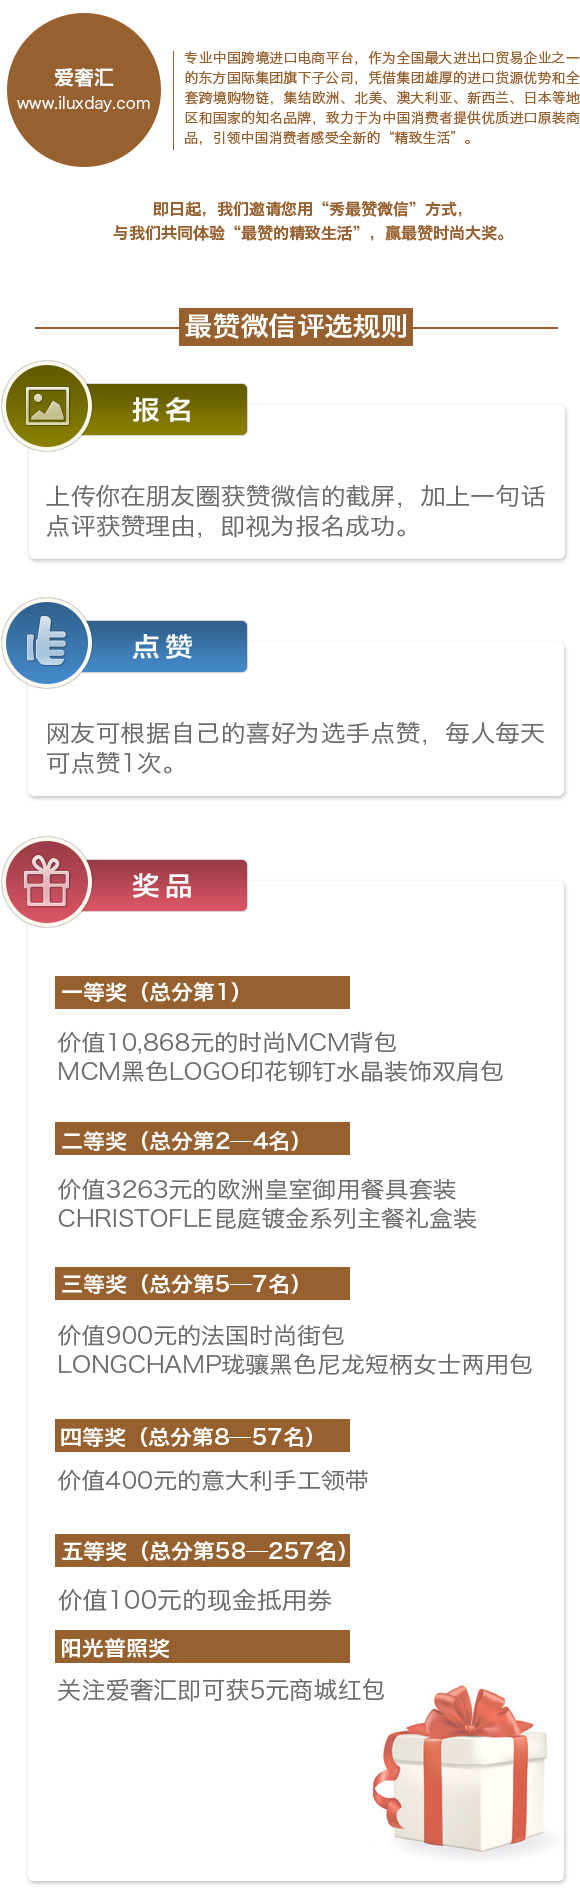 爱奢汇
www.iluxday.com
专业中国跨境进口电商平台，作为全国最大进出口贸易企业之一
的东方国际集团旗下子公司，凭借集团雄厚的进口货源优势和全
套跨境购物链，集结欧洲、北美、澳大利亚、新西兰、日本等地
区和国家的知名品牌，致力于为中国消费者提供优质进口原装商
品，引领中国消费者感受全新的“精致生活”。
即日起，我们邀请您用“秀最赞微信”方式，
与我们共同体验“最赞的精致生活”，赢最赞时尚大奖。
最赞微信评选规则
报名
上传你在朋友圈获赞微信的截屏，加上一句话
点评获赞理由，即视为报名成功。
点赞
网友可根据自己的喜好为选手点赞，每人每天
可点赞1次。
奖品
一等奖（总分第1）
价值10,868元的时尚MCM背包
MCM黑色LOGO印花铆钉水晶装饰双肩包
二等奖（总分第2—4名）
价值3263元的欧洲皇室御用餐具套装
CHRISTOFLE昆庭镀金系列主餐礼盒装
三等奖（总分第5—7名）
价值900元的法国时尚街包
LONGCHAMP珑骧黑色尼龙短柄女士两用包
四等奖（总分第8—57名）
价值400元的意大利手工领带
五等奖（总分第58—257名）
价值100元的现金抵用券
阳光普照奖
关注爱奢汇即可获5元商城红包